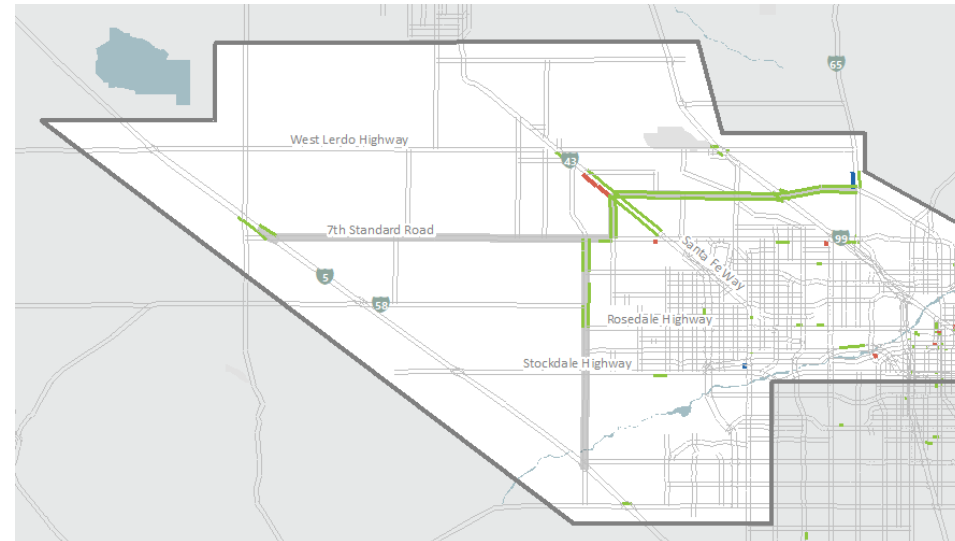 65
West Lerdo Highway
43
7th Standard Road
99
Santa Fe Way
5
58
Rosedale Highway
Stockdale Highway